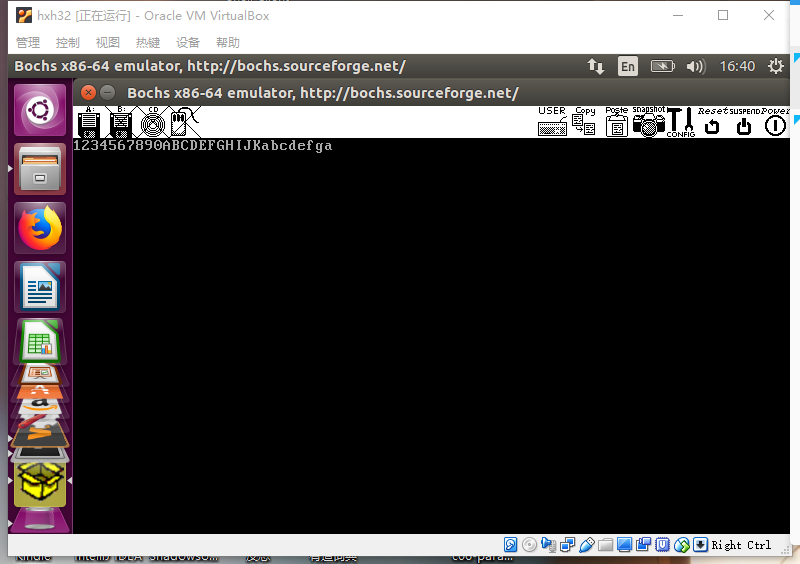 hxh32 [正在运行] - Oracle VM VirtualBox
管理 控制 视图 热键 设备 帮助
Bochs x86-64 emulator, http://bochs.sourceforge.net/
En
16:40
Bochs x86-64 emulator, http://bochs.sourceforge.net/
A: B: CD
USER Copy Paste snapshot CONFIG Reset SUSPEND Power
1234567890ABCDEFGHIJKabcdefga
Right Ctrl